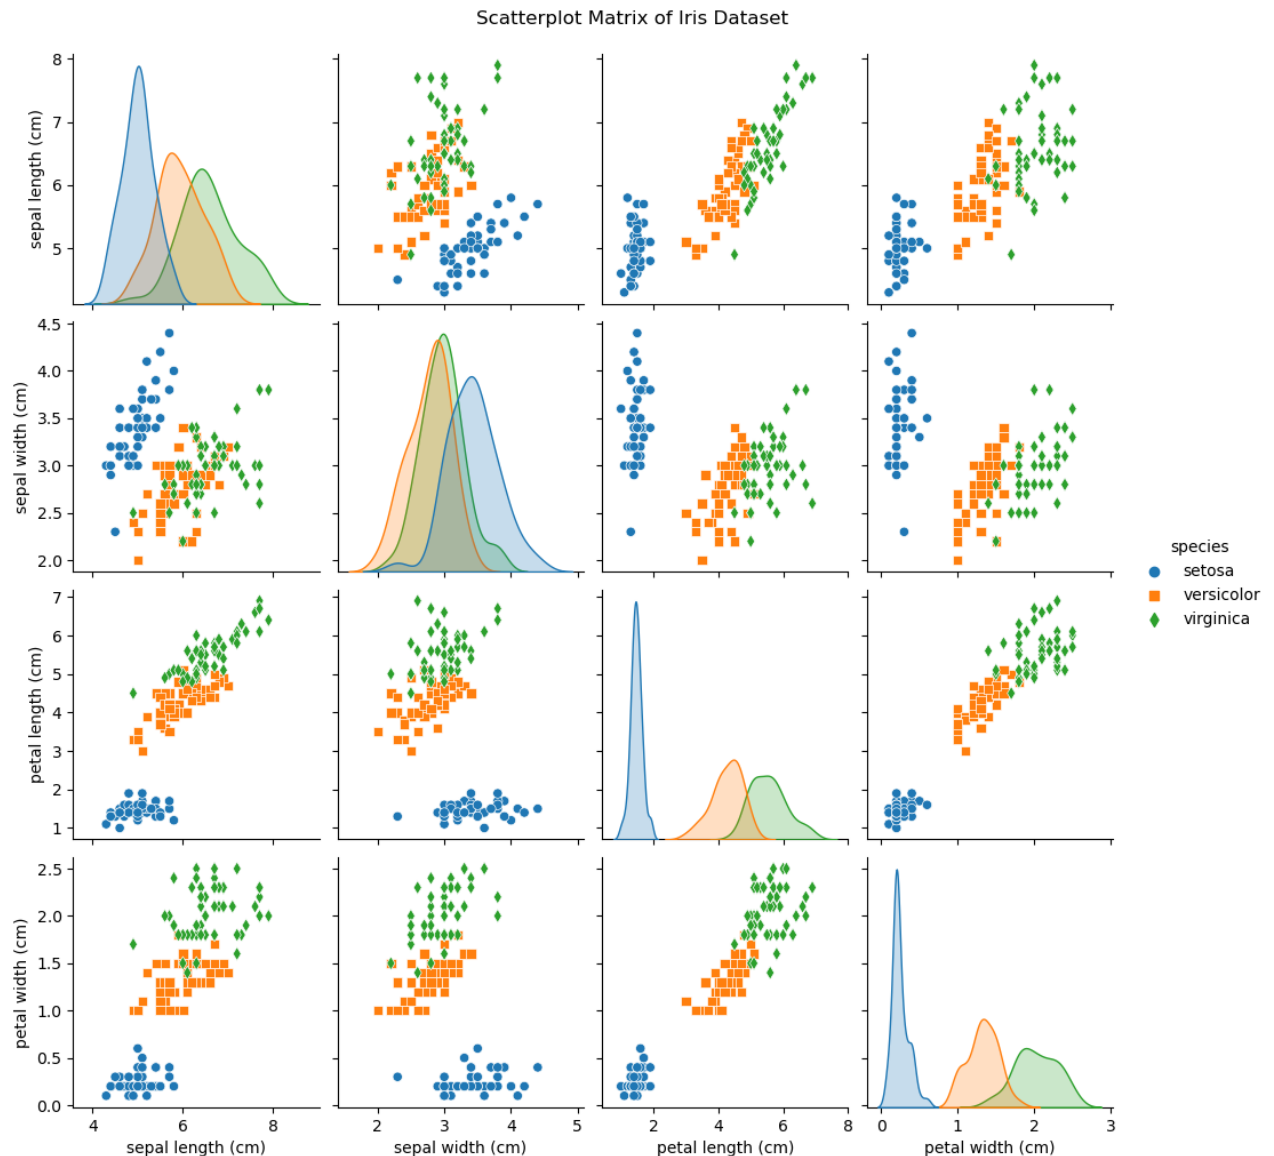 Scatterplot Matrix of Iris Dataset
8
7
6
5
sepal length (cm)
4.5
4.0
3.5
3.0
2.5
2.0
sepal width (cm)
species
setosa
versicolor
virginica
7
6
5
4
3
2
1
petal length (cm)
2.5
2.0
1.5
1.0
0.5
0.0
petal width (cm)
4 6 8
2 3 4 5
2 4 6 8
0 1 2 3
sepal length (cm)
sepal width (cm)
petal length (cm)
petal width (cm)